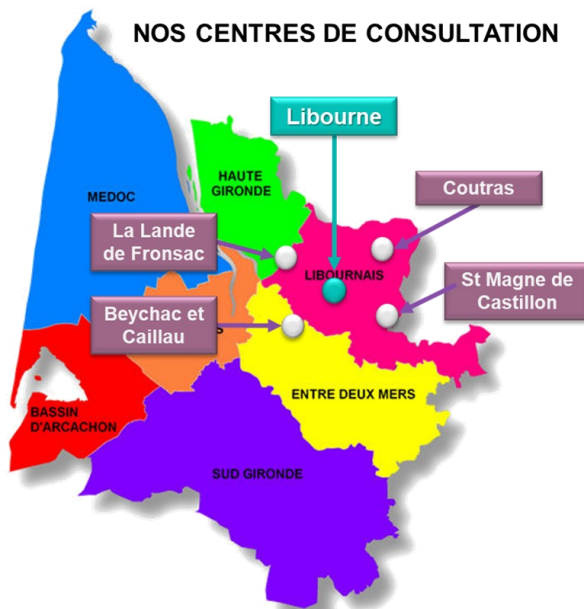 NOS CENTRES DE CONSULTATION
Libourne
HAUTE
GIRONDE
Coutras
MEDOC
La Lande
de Fronsac
LIBOURNAIS
St Magne de
Castillon
Beychac et
Caillau
ENTRE DEUX MERS
BASSIN
D'ARCACHON
SUD GIRONDE